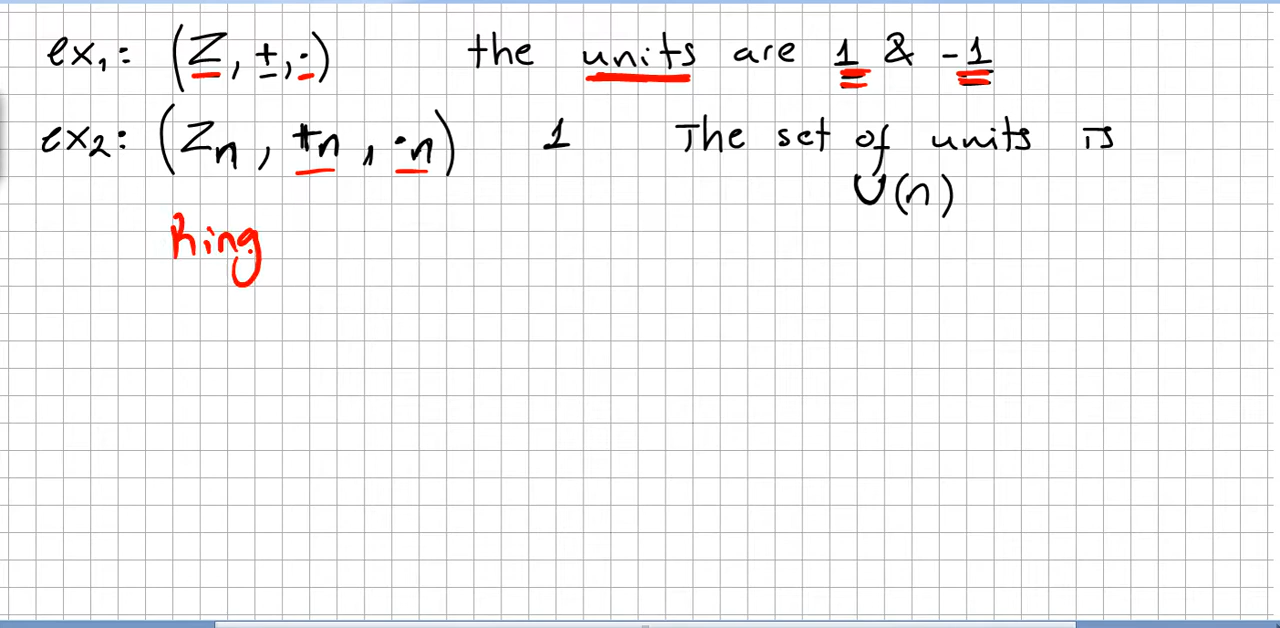 ex1: (Z, +, ·) the units are 1 & -1
ex2: (Zn, +n, ·n) 1 The set of units is
U(n)
Ring